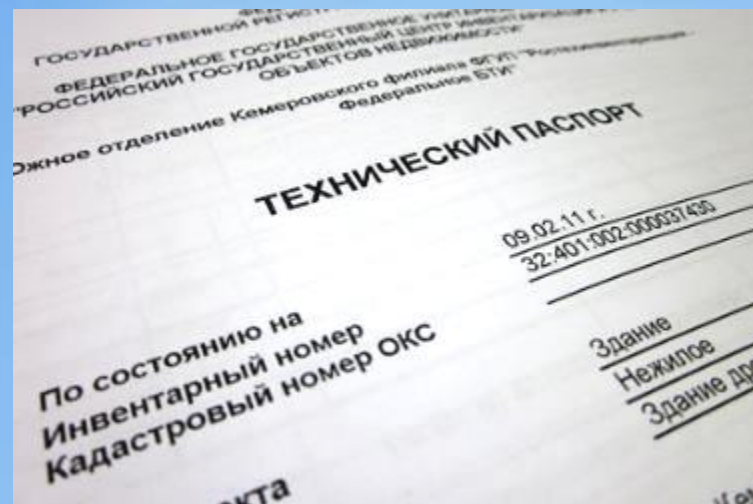 ГОСУДАРСТВЕННОЙ
ФЕДЕРАЛЬНОЕ ГОСУДАРСТВЕННОЕ
"РОССИЙСКИЙ ГОСУДАРСТВЕННЫЙ ЦЕНТР
ОБЪЕКТОВ НЕДВИЖИМОСТИ"
отделение Кемеровского филиала ФГУП
Федеральное БТИ"
ТЕХНИЧЕСКИЙ ПАСПОРТ
По состоянию на 09.02.11 г.
Инвентарный номер 32:401:002:000037430
Кадастровый номер ОКС
Здание
Нежилое
Здание